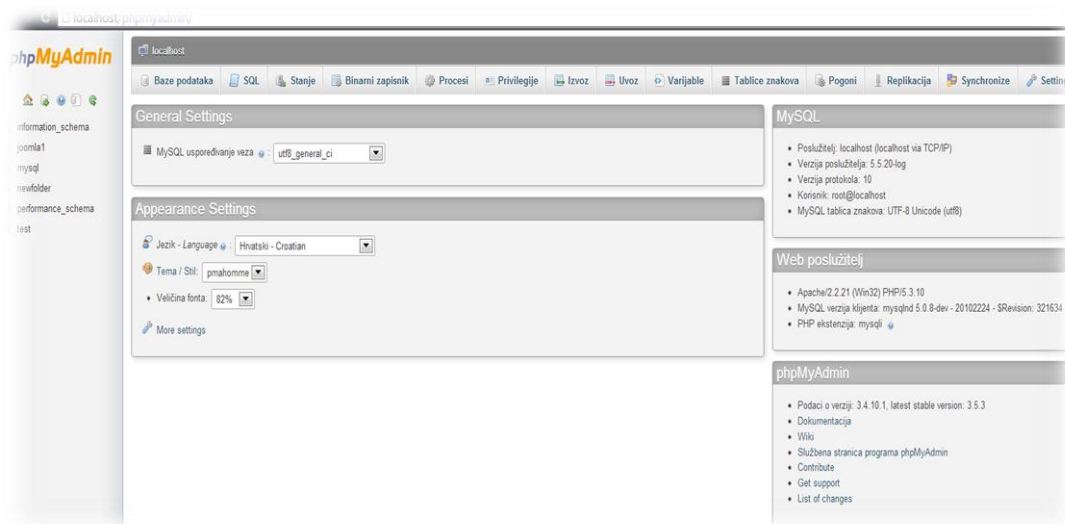 localhost/phpmyadmin/
phpMyAdmin
information_schema
joomla1
mysql
newfolder
performance_schema
test
localhost
Baze podataka SQL Stanje Binarni zapisnik Procesi Privilegije Izvoz Uvoz Varijable Tablice znakova Pogoni Replikacija Synchronize
General Settings
MySQL uspoređivanje veza : utf8_general_ci
Appearance Settings
Jezik - Language : Hrvatski - Croatian
Tema / Stil: pmahomme
• Veličina fonta: 82%
More settings
MySQL
• Poslužitelj: localhost (localhost via TCP/IP)
• Verzija poslužitelja: 5.5.20-log
• Verzija protokola: 10
• Korisnik: root@localhost
• MySQL tablica znakova: UTF-8 Unicode (utf8)
Web poslužitelj
• Apache/2.2.21 (Win32) PHP/5.3.10
• MySQL verzija klijenta: mysqlnd 5.0.8-dev - 20102224 - $Revision: 321634
• PHP ekstenzija: mysqli
phpMyAdmin
• Podaci o verziji: 3.4.10.1, latest stable version: 3.5.3
• Dokumentacija
• Wiki
• Službena stranica programa phpMyAdmin
• Contribute
• Get support
• List of changes